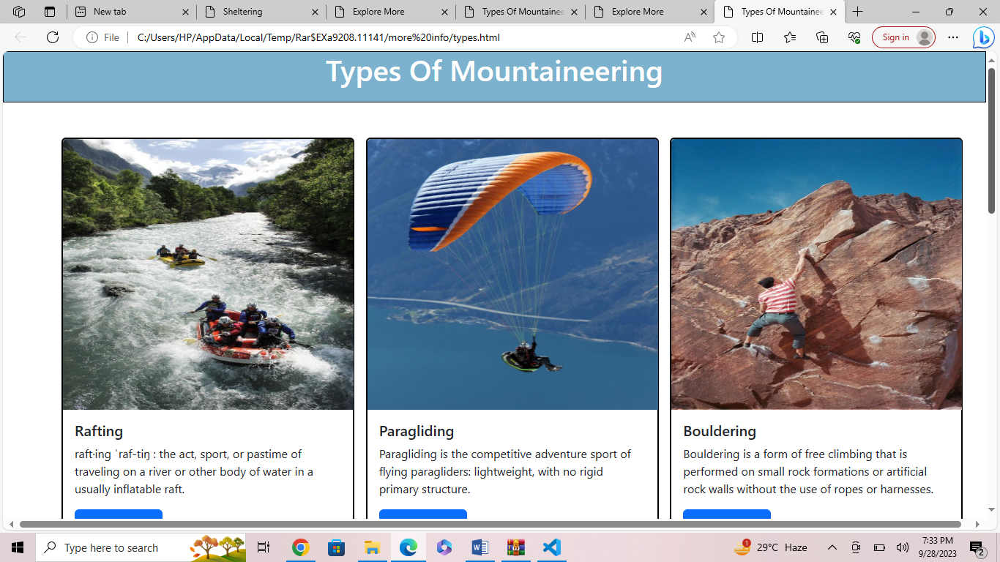 New tab
Sheltering
Explore More
Types Of Mountainee
Explore More
Types Of Mountainee
File
C:/Users/HP/AppData/Local/Temp/Rar$EXa9208.11141/more%20info/types.html
Sign in
Types Of Mountaineering
Rafting
raft·ing ˈraf-tiŋ : the act, sport, or pastime of
traveling on a river or other body of water in a
usually inflatable raft.
Paragliding
Paragliding is the competitive adventure sport of
flying paragliders: lightweight, with no rigid
primary structure.
Bouldering
Bouldering is a form of free climbing that is
performed on small rock formations or artificial
rock walls without the use of ropes or harnesses.
Type here to search
1
29°C Haze
7:33 PM
9/28/2023
2